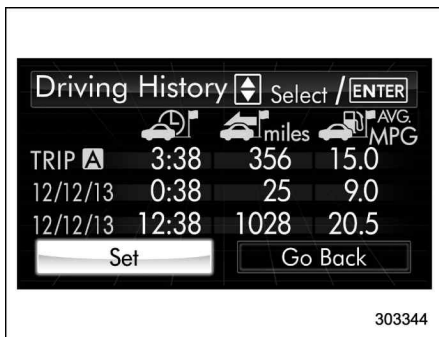 Driving History Select / ENTER
miles AVG. MPG
TRIP A 3:38 356 15.0
12/12/13 0:38 25 9.0
12/12/13 12:38 1028 20.5
Set Go Back
303344